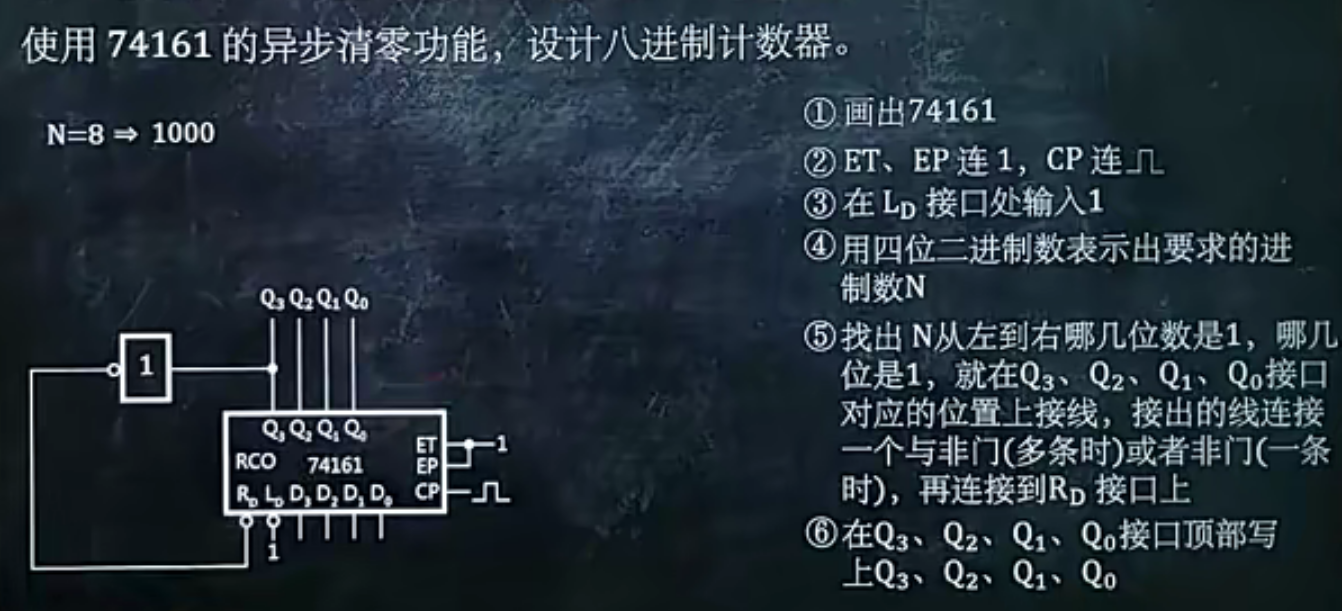 使用 74161 的异步清零功能，设计八进制计数器。
N=8 ⇒ 1000
① 画出74161
② ET、EP 连 1，CP 连⎍
③ 在 L_D 接口处输入1
④ 用四位二进制数表示出要求的进
制数N
⑤ 找出 N从左到右哪几位数是1，哪几
位是1，就在Q₃、Q₂、Q₁、Q₀接口
对应的位置上接线，接出的线连接
一个与非门(多条时)或者非门(一条
时)，再连接到R_D 接口上
⑥ 在Q₃、Q₂、Q₁、Q₀接口顶部写
上Q₃、Q₂、Q₁、Q₀
Q₃ Q₂ Q₁ Q₀
1
Q₃ Q₂ Q₁ Q₀
ET 1
RCO 74161 EP
R_D L_D D₃ D₂ D₁ D₀ CP
1